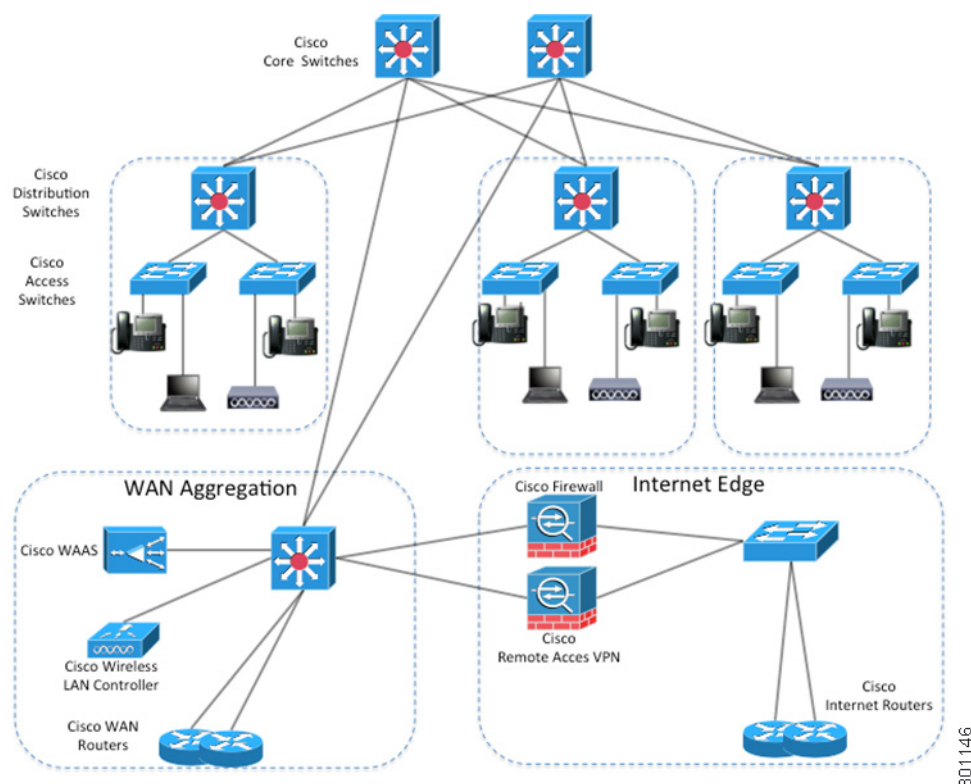 Cisco
Core Switches
Cisco
Distribution
Switches
Cisco
Access
Switches
WAN Aggregation
Cisco WAAS
Cisco Wireless
LAN Controller
Cisco WAN
Routers
Internet Edge
Cisco Firewall
Cisco
Remote Acces VPN
Cisco
Internet Routers
301146